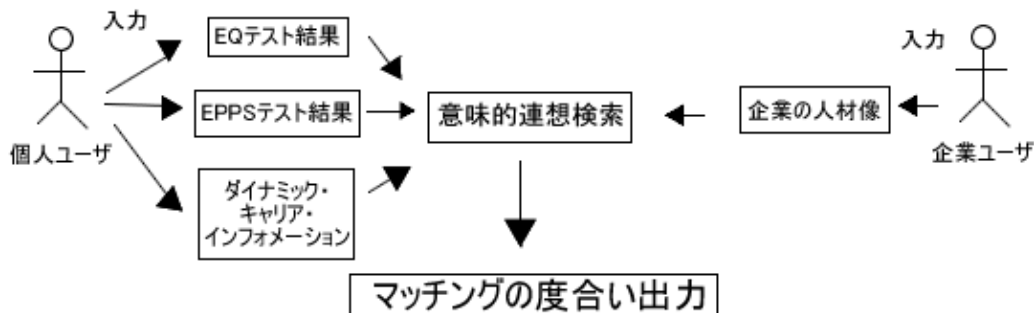 入力
EQテスト結果
入力
EPPSテスト結果
意味的連想検索
企業の人材像
個人ユーザ
企業ユーザ
ダイナミック・
キャリア・
インフォメーション
マッチングの度合い出力